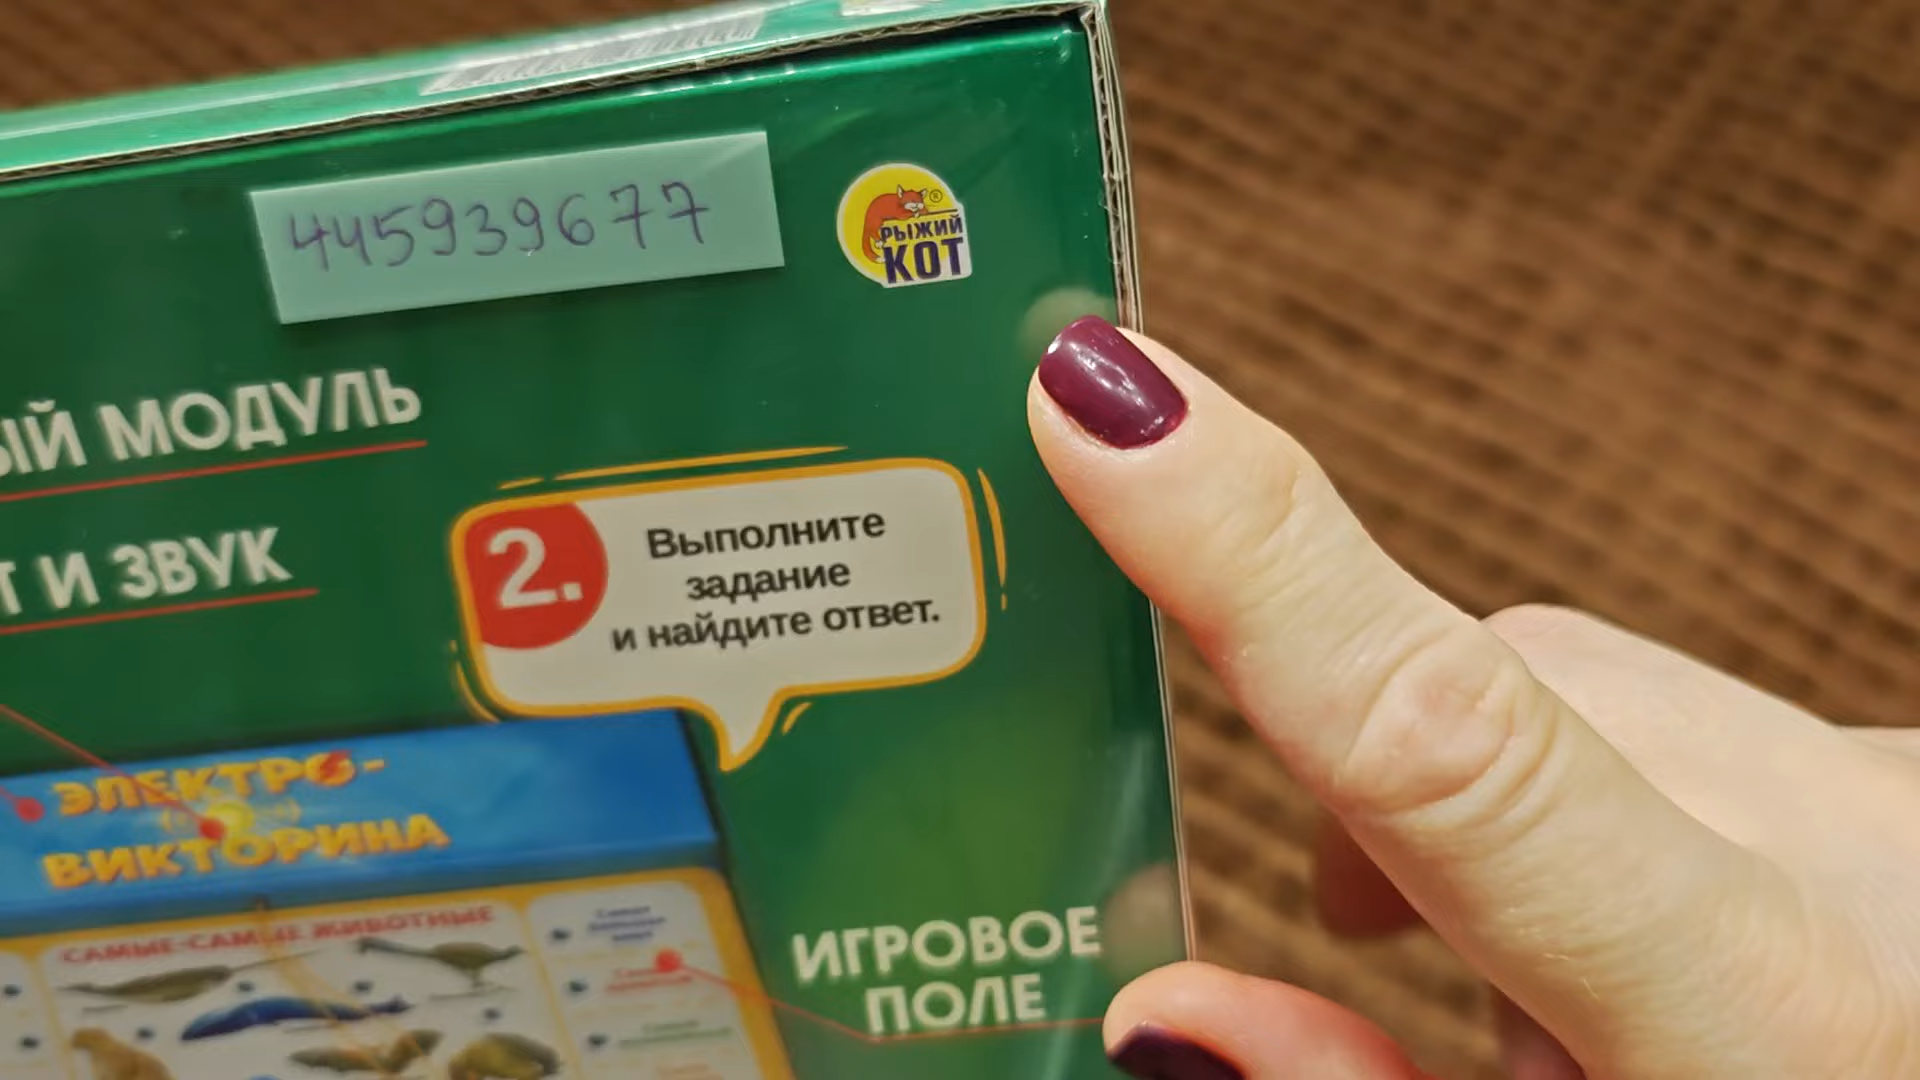 445939677
РЫЖИЙ
КОТ
ЫЙ МОДУЛЬ
Т И ЗВУК
2.
Выполните
задание
и найдите ответ.
ЭЛЕКТРО-
ВИКТОРИНА
САМЫЕ-САМЫЕ ЖИВОТНЫЕ
ИГРОВОЕ
ПОЛЕ